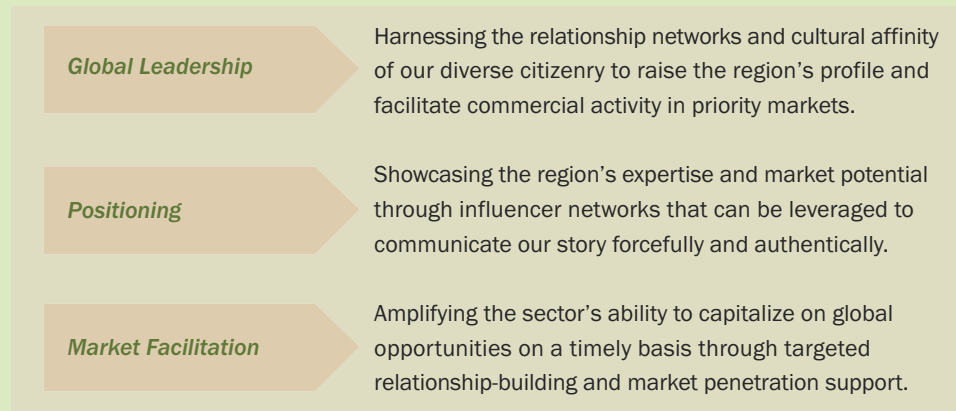 Global Leadership
Harnessing the relationship networks and cultural affinity
of our diverse citizenry to raise the region’s profile and
facilitate commercial activity in priority markets.
Positioning
Showcasing the region’s expertise and market potential
through influencer networks that can be leveraged to
communicate our story forcefully and authentically.
Market Facilitation
Amplifying the sector’s ability to capitalize on global
opportunities on a timely basis through targeted
relationship-building and market penetration support.